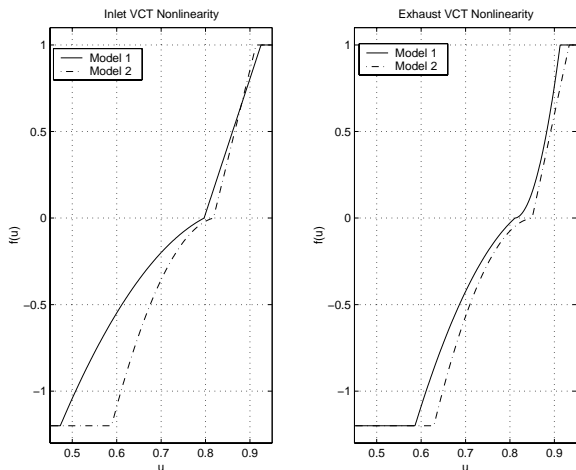 Inlet VCT Nonlinearity
Model 1
Model 2
1
0.5
0
−0.5
−1
f(u)
0.5 0.6 0.7 0.8 0.9
u
Exhaust VCT Nonlinearity
Model 1
Model 2
1
0.5
0
−0.5
−1
f(u)
0.5 0.6 0.7 0.8 0.9
u